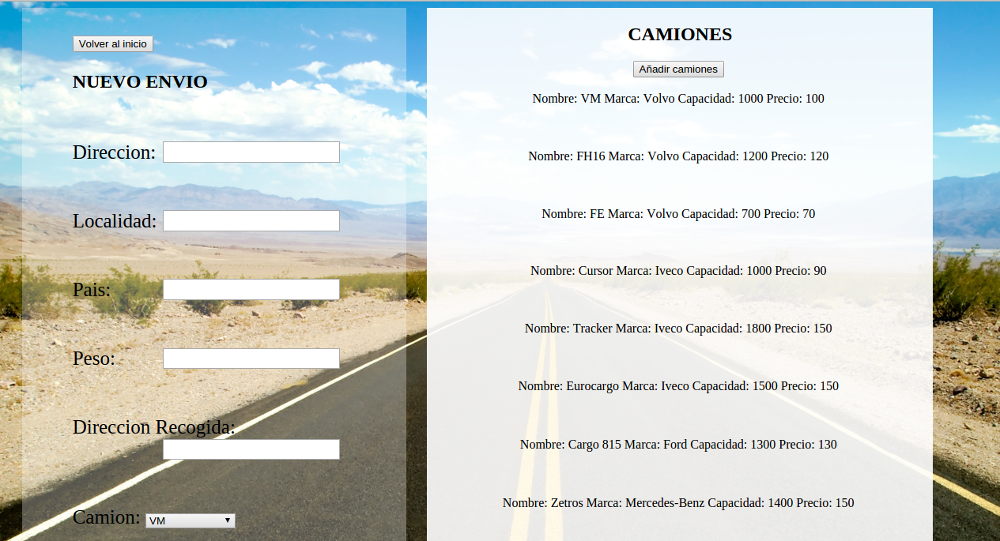 Volver al inicio
NUEVO ENVIO
Direccion:
Localidad:
Pais:
Peso:
Direccion Recogida:
Camion: VM
CAMIONES
Añadir camiones
Nombre: VM Marca: Volvo Capacidad: 1000 Precio: 100
Nombre: FH16 Marca: Volvo Capacidad: 1200 Precio: 120
Nombre: FE Marca: Volvo Capacidad: 700 Precio: 70
Nombre: Cursor Marca: Iveco Capacidad: 1000 Precio: 90
Nombre: Tracker Marca: Iveco Capacidad: 1800 Precio: 150
Nombre: Eurocargo Marca: Iveco Capacidad: 1500 Precio: 150
Nombre: Cargo 815 Marca: Ford Capacidad: 1300 Precio: 130
Nombre: Zetros Marca: Mercedes-Benz Capacidad: 1400 Precio: 150